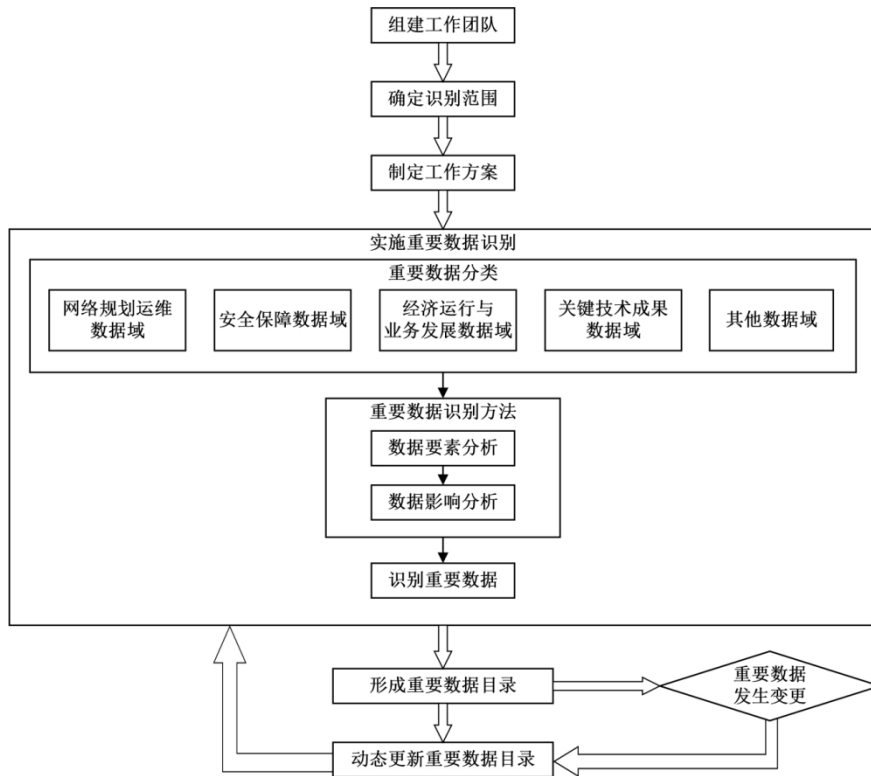 组建工作团队
确定识别范围
制定工作方案
实施重要数据识别
重要数据分类
网络规划运维
数据域
安全保障数据域
经济运行与
业务发展数据域
关键技术成果
数据域
其他数据域
重要数据识别方法
数据要素分析
数据影响分析
识别重要数据
形成重要数据目录
重要数据
发生变更
动态更新重要数据目录